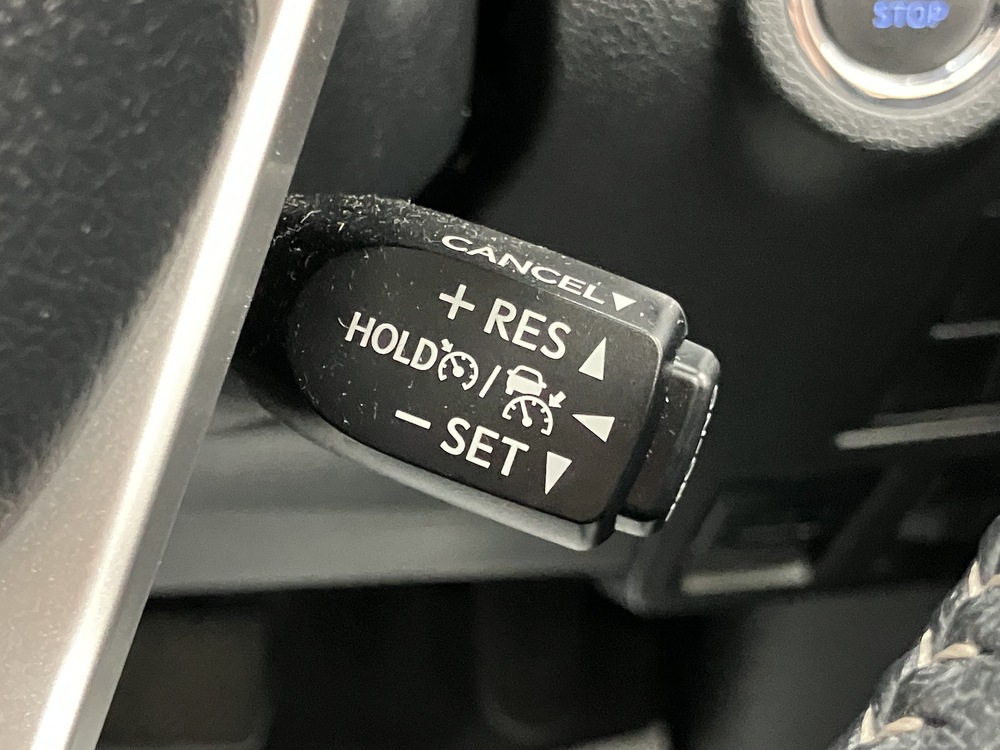 STOP
CANCEL▼
+ RES ▲
HOLD / ◀
- SET ▼